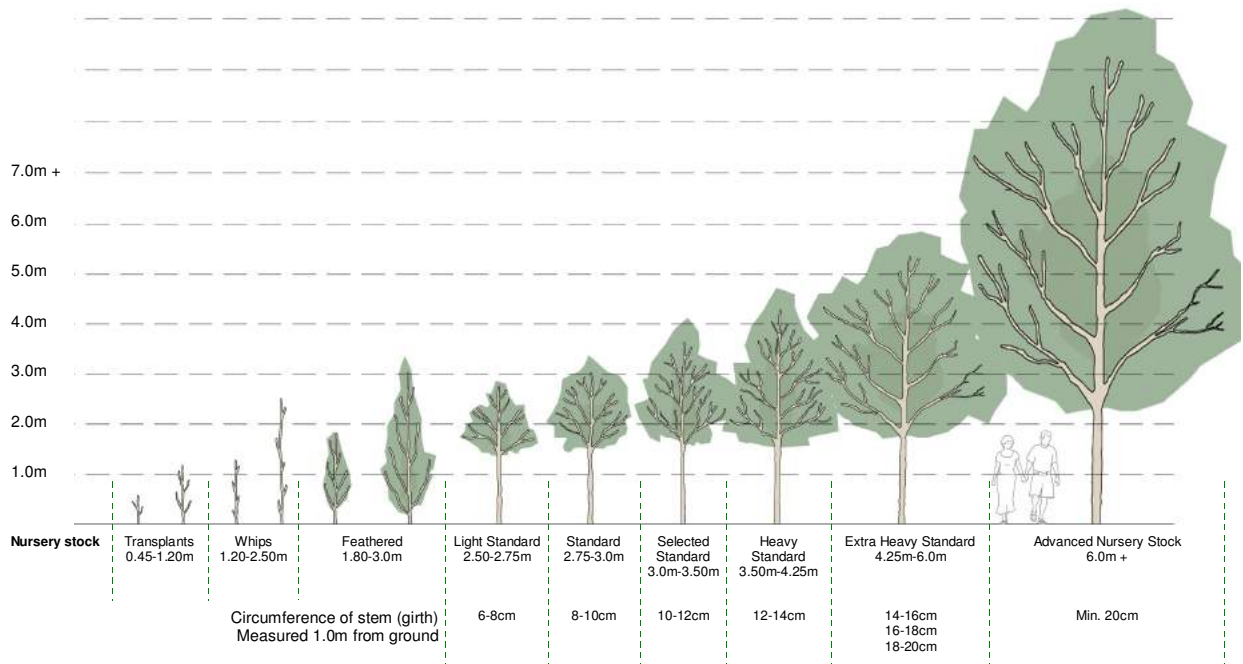 7.0m +
6.0m
5.0m
4.0m
3.0m
2.0m
1.0m
Nursery stock
Transplants
0.45-1.20m
Whips
1.20-2.50m
Feathered
1.80-3.0m
Light Standard
2.50-2.75m
Standard
2.75-3.0m
Selected
Standard
3.0m-3.50m
Heavy
Standard
3.50m-4.25m
Extra Heavy Standard
4.25m-6.0m
Advanced Nursery Stock
6.0m +
Circumference of stem (girth)
Measured 1.0m from ground
6-8cm
8-10cm
10-12cm
12-14cm
14-16cm
16-18cm
18-20cm
Min. 20cm